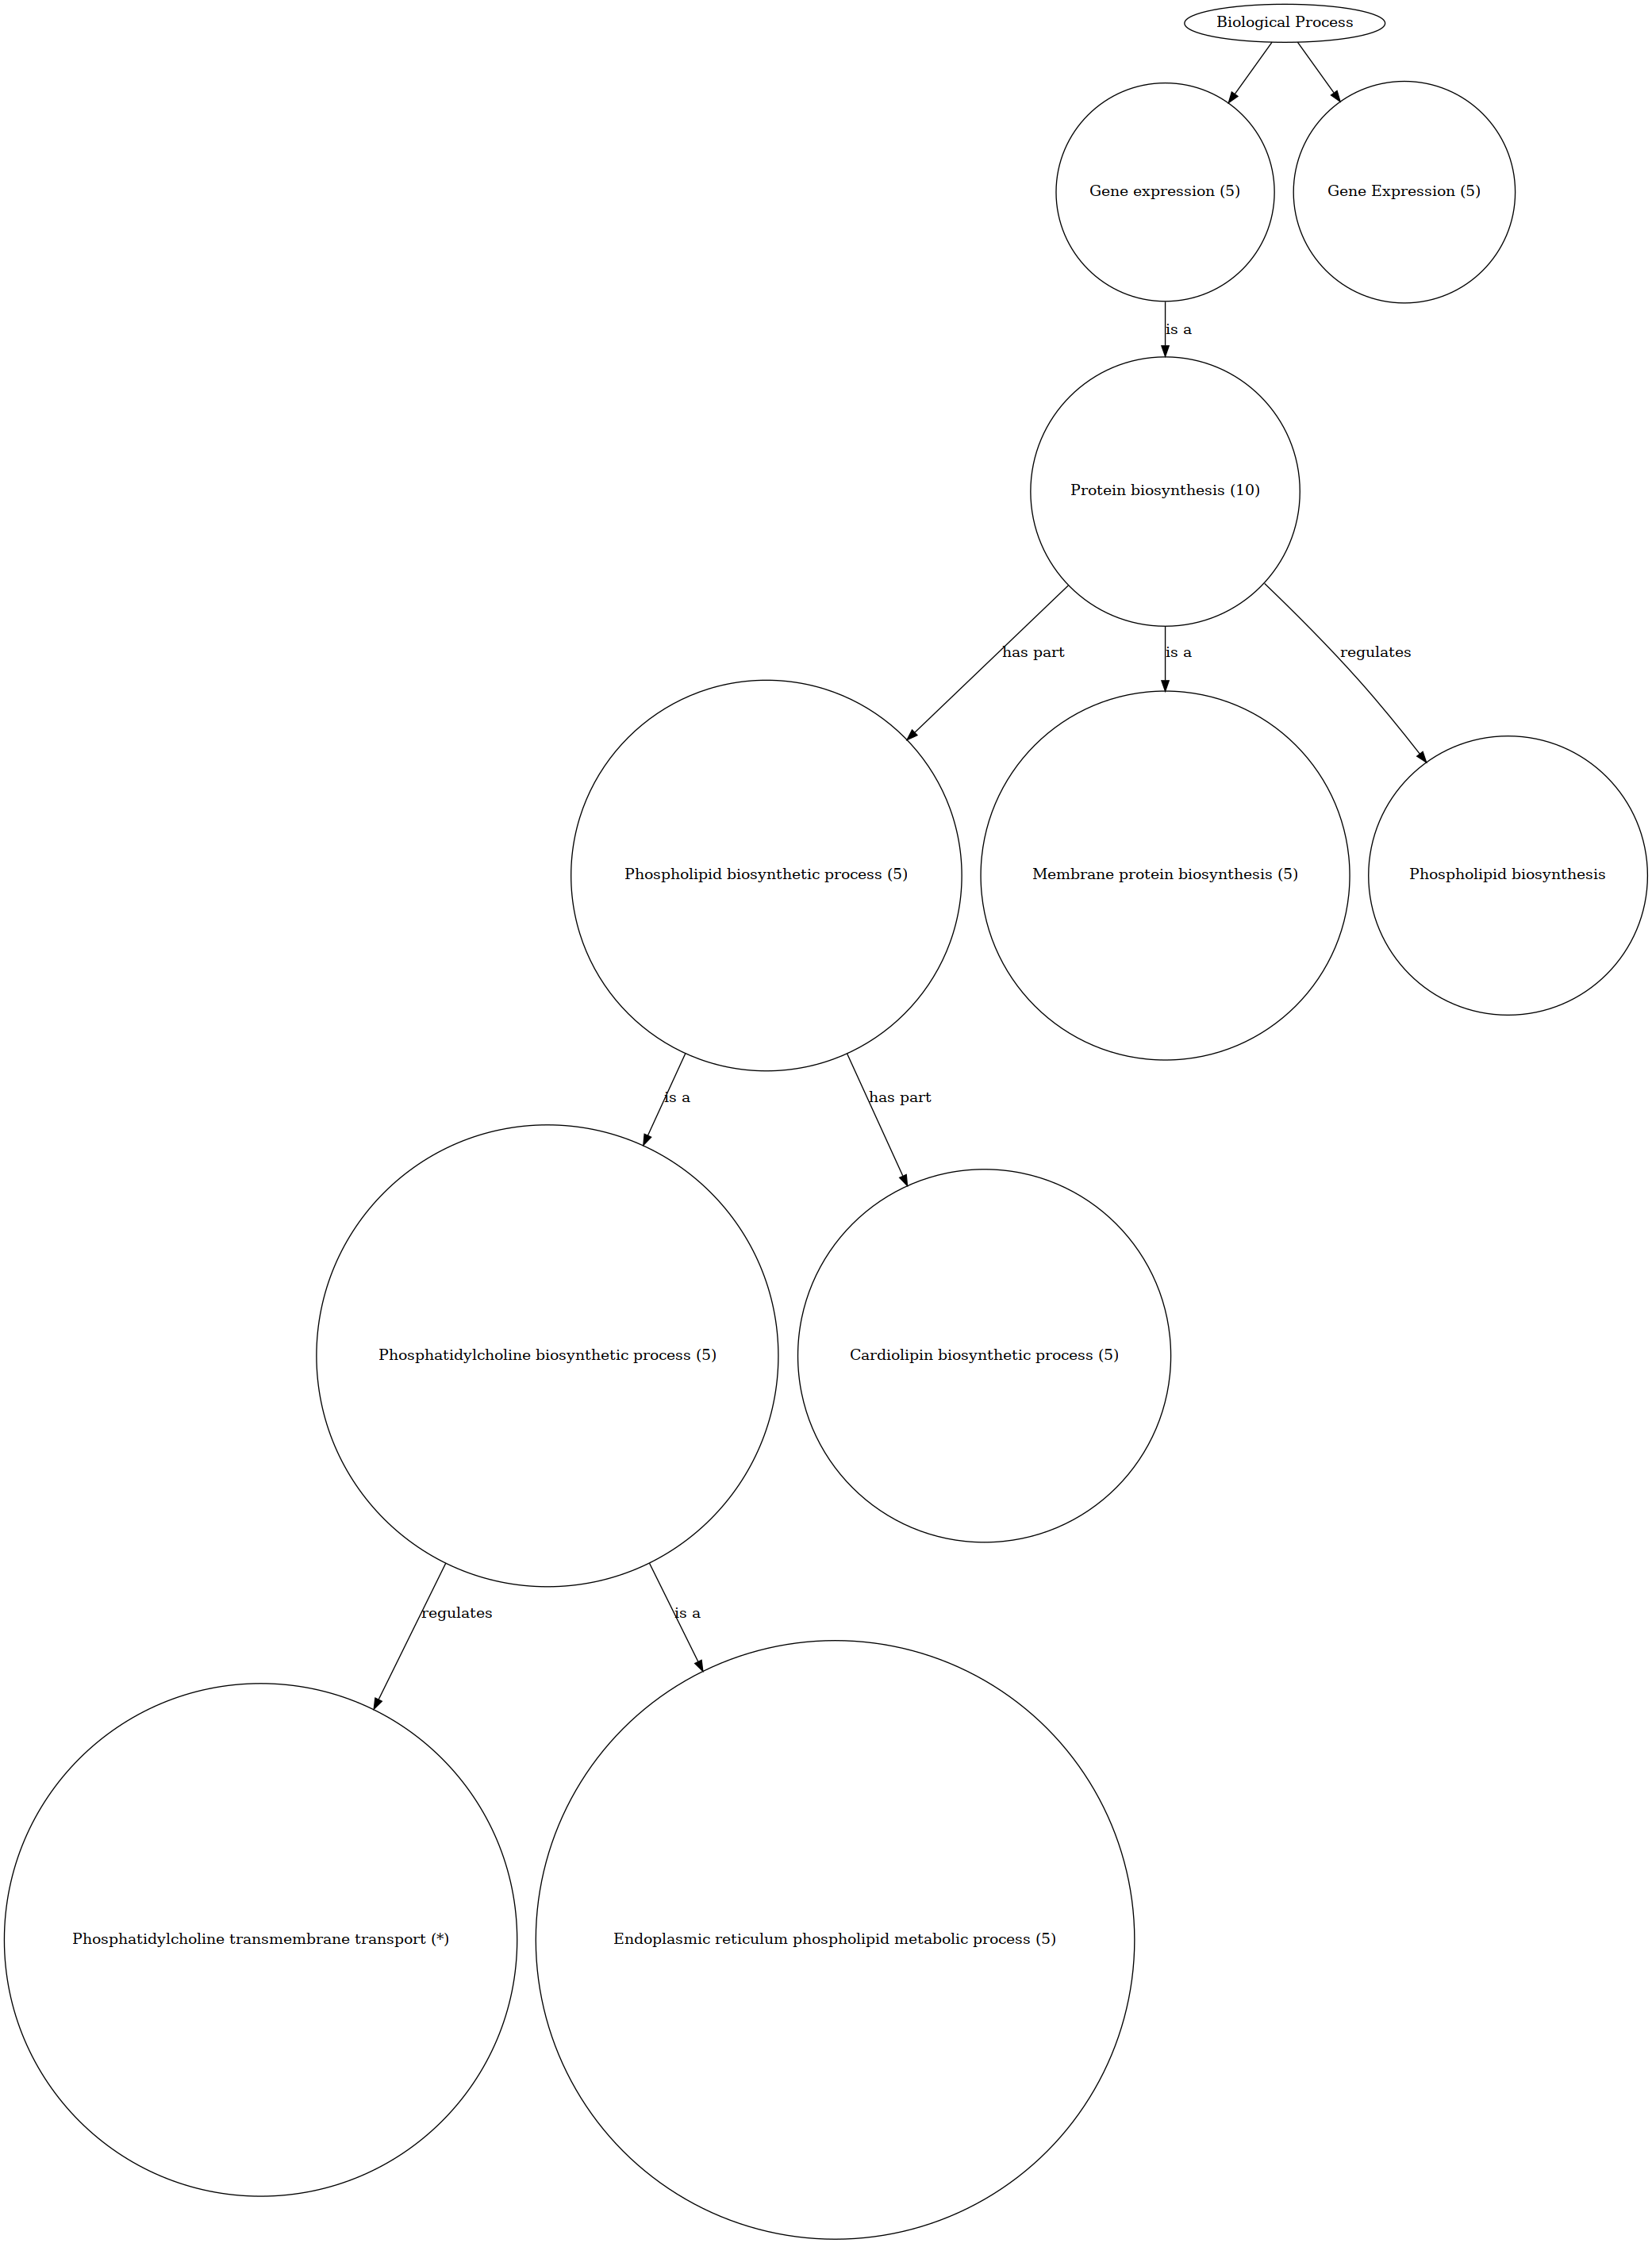 Biological Process
Gene expression (5)
Gene Expression (5)
is a
Protein biosynthesis (10)
has part
is a
regulates
Phospholipid biosynthetic process (5)
Membrane protein biosynthesis (5)
Phospholipid biosynthesis
is a
has part
Phosphatidylcholine biosynthetic process (5)
Cardiolipin biosynthetic process (5)
regulates
is a
Phosphatidylcholine transmembrane transport (*)
Endoplasmic reticulum phospholipid metabolic process (5)